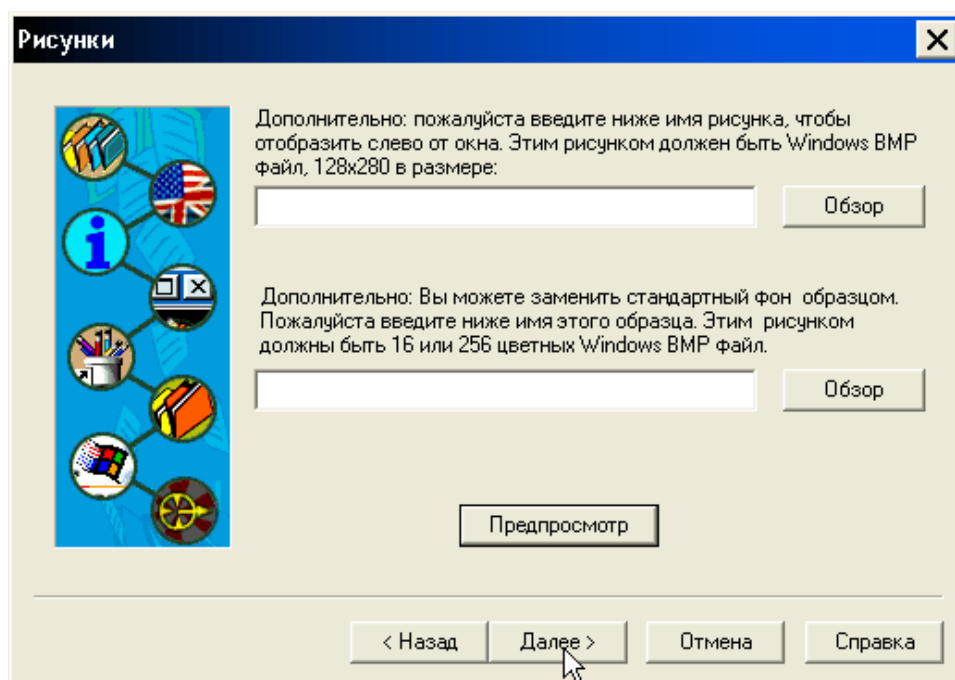 Рисунки
Дополнительно: пожалуйста введите ниже имя рисунка, чтобы
отобразить слево от окна. Этим рисунком должен быть Windows BMP
файл, 128x280 в размере:
Обзор
Дополнительно: Вы можете заменить стандартный фон образцом.
Пожалуйста введите ниже имя этого образца. Этим рисунком
должны быть 16 или 256 цветных Windows BMP файл.
Обзор
Предпросмотр
< Назад
Далее >
Отмена
Справка